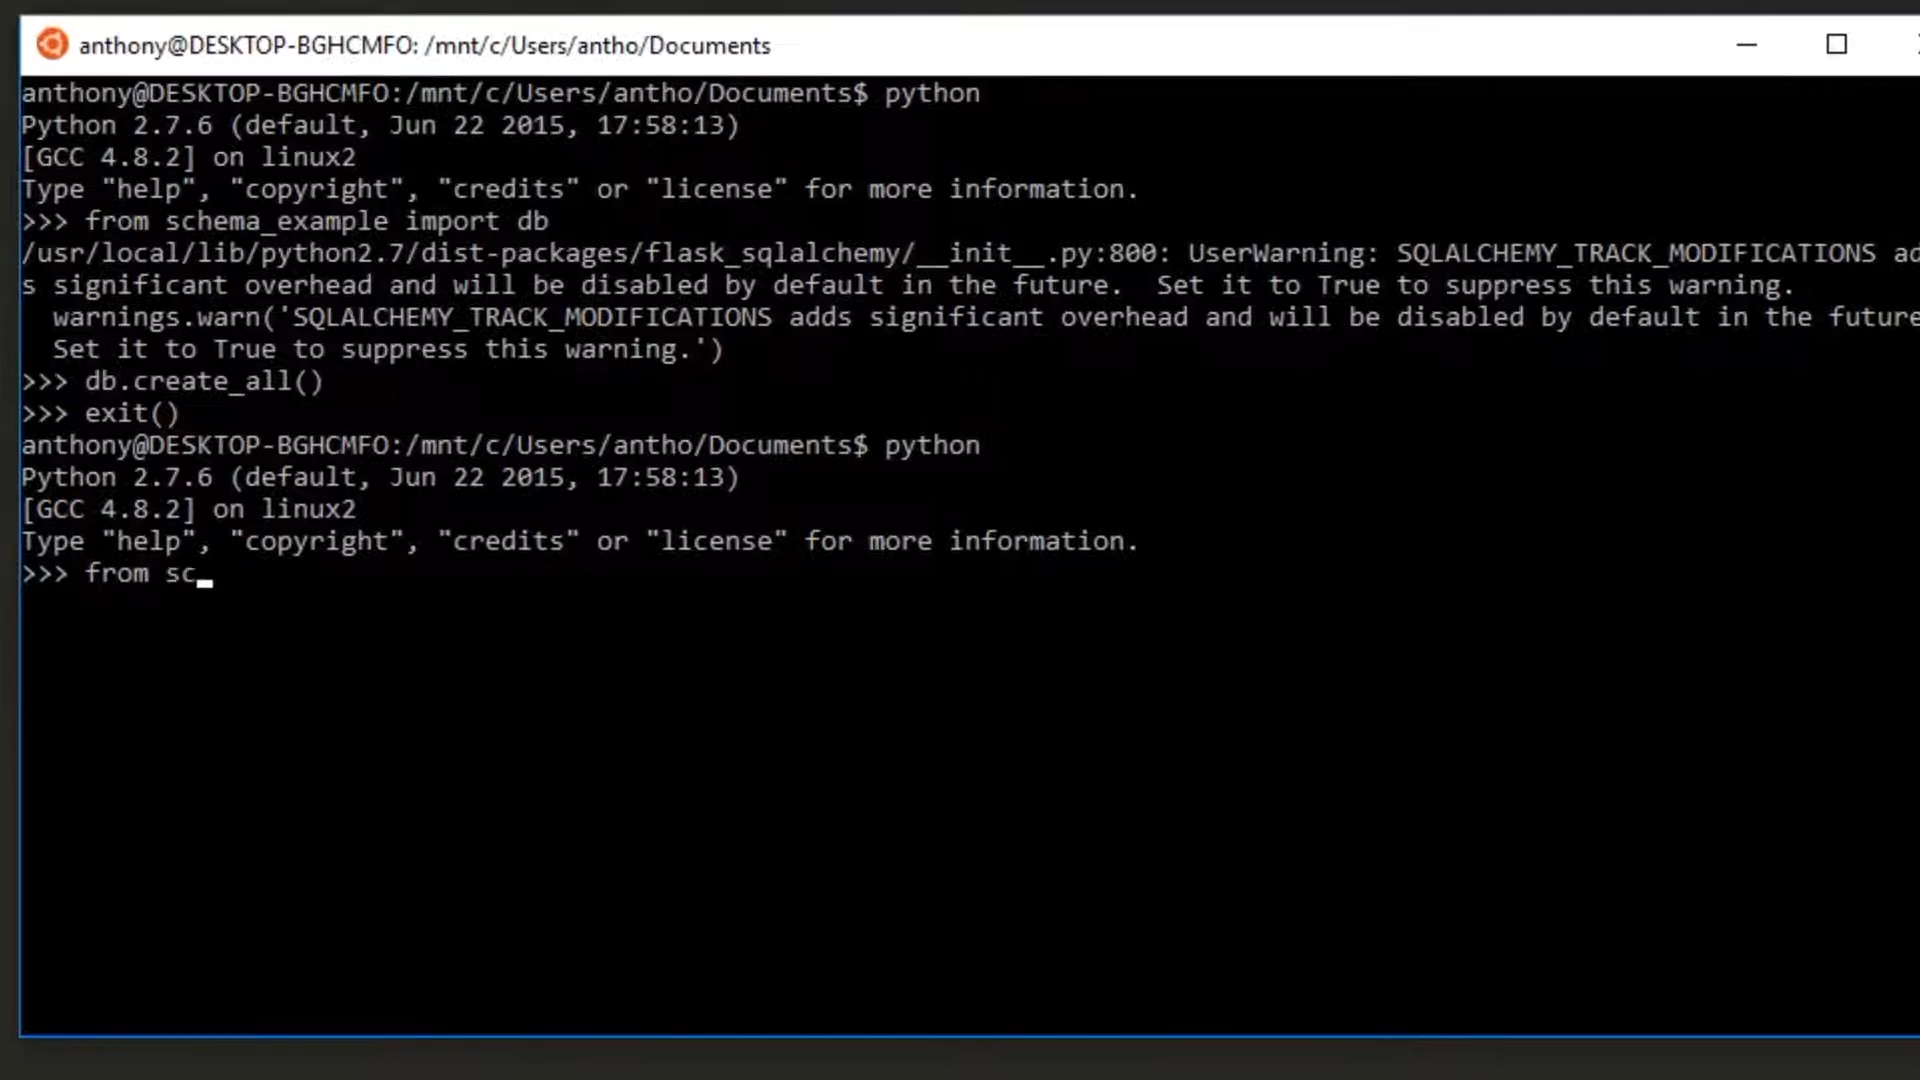 anthony@DESKTOP-BGHCMFO: /mnt/c/Users/antho/Documents
anthony@DESKTOP-BGHCMFO:/mnt/c/Users/antho/Documents$ python
Python 2.7.6 (default, Jun 22 2015, 17:58:13)
[GCC 4.8.2] on linux2
Type "help", "copyright", "credits" or "license" for more information.
>>> from schema_example import db
/usr/local/lib/python2.7/dist-packages/flask_sqlalchemy/__init__.py:800: UserWarning: SQLALCHEMY_TRACK_MODIFICATIONS ad
s significant overhead and will be disabled by default in the future.  Set it to True to suppress this warning.
  warnings.warn('SQLALCHEMY_TRACK_MODIFICATIONS adds significant overhead and will be disabled by default in the future
  Set it to True to suppress this warning.')
>>> db.create_all()
>>> exit()
anthony@DESKTOP-BGHCMFO:/mnt/c/Users/antho/Documents$ python
Python 2.7.6 (default, Jun 22 2015, 17:58:13)
[GCC 4.8.2] on linux2
Type "help", "copyright", "credits" or "license" for more information.
>>> from sc